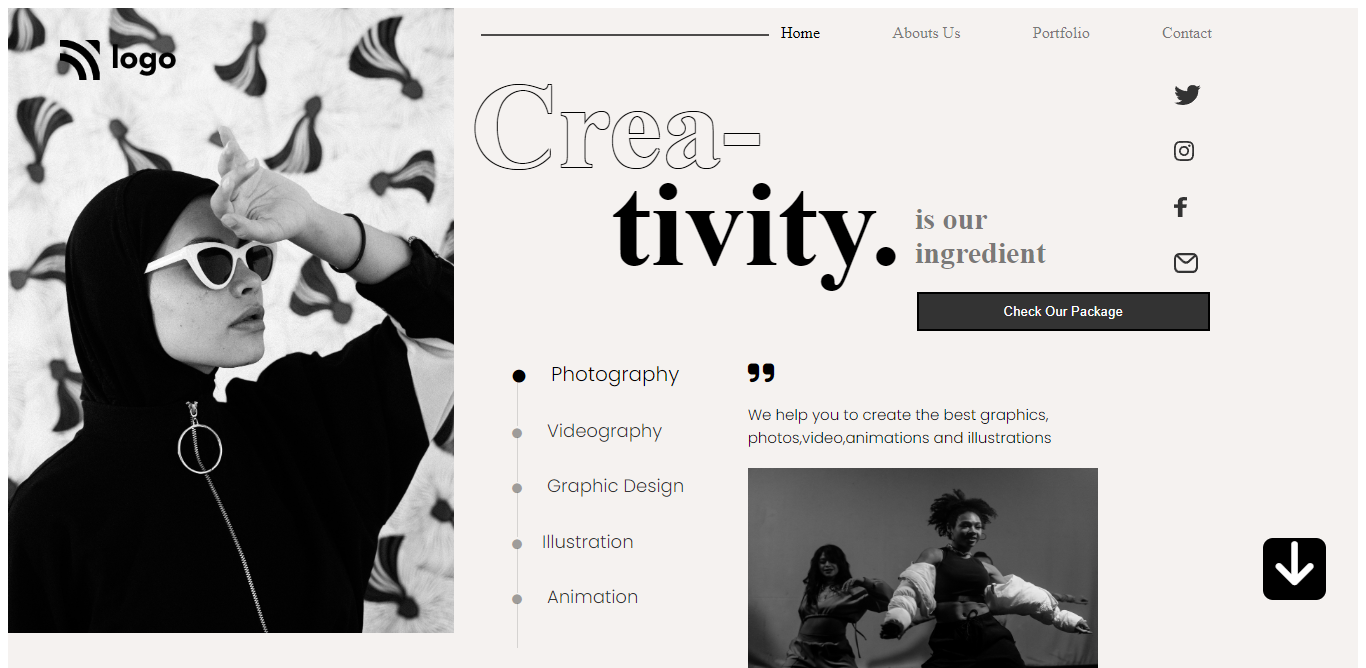 logo
Home Abouts Us Portfolio Contact
Crea-
tivity.
is our
ingredient
Check Our Package
Photography
Videography
Graphic Design
Illustration
Animation
We help you to create the best graphics,
photos,video,animations and illustrations